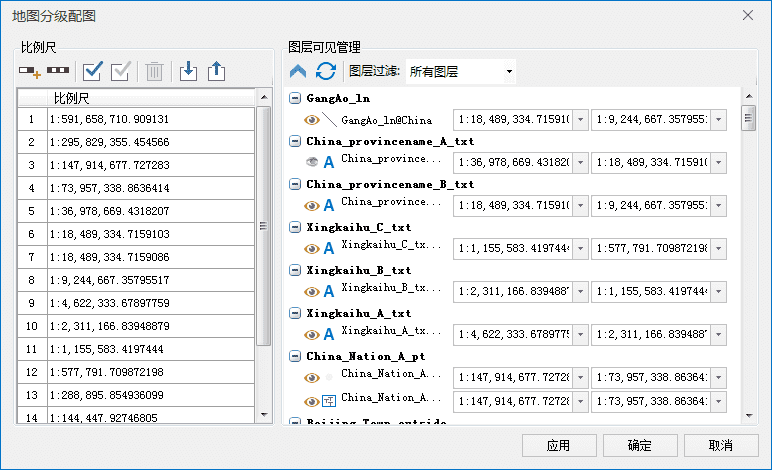 地图分级配图
比例尺
比例尺
1 1:591,658,710.909131
2 1:295,829,355.454566
3 1:147,914,677.727283
4 1:73,957,338.8636414
5 1:36,978,669.4318207
6 1:18,489,334.7159103
7 1:18,489,334.7159086
8 1:9,244,667.35795517
9 1:4,622,333.67897759
10 1:2,311,166.83948879
11 1:1,155,583.4197444
12 1:577,791.709872198
13 1:288,895.854936099
14 1:144,447.92746805
图层可见管理
图层过滤: 所有图层
GangAo_ln
GangAo_ln@China 1:18,489,334.715910 1:9,244,667.3579551
China_provincename_A_txt
China_province... 1:36,978,669.431820 1:18,489,334.715910
China_provincename_B_txt
China_province... 1:18,489,334.715910 1:9,244,667.3579551
Xingkaihu_C_txt
Xingkaihu_C_tx... 1:1,155,583.4197444 1:577,791.709872198
Xingkaihu_B_txt
Xingkaihu_B_tx... 1:2,311,166.8394887 1:1,155,583.4197444
Xingkaihu_A_txt
Xingkaihu_A_tx... 1:4,622,333.6789775 1:2,311,166.8394887
China_Nation_A_pt
China_Nation_A... 1:147,914,677.72728 1:73,957,338.863641
China_Nation_A... 1:147,914,677.72728 1:73,957,338.863641
应用 确定 取消